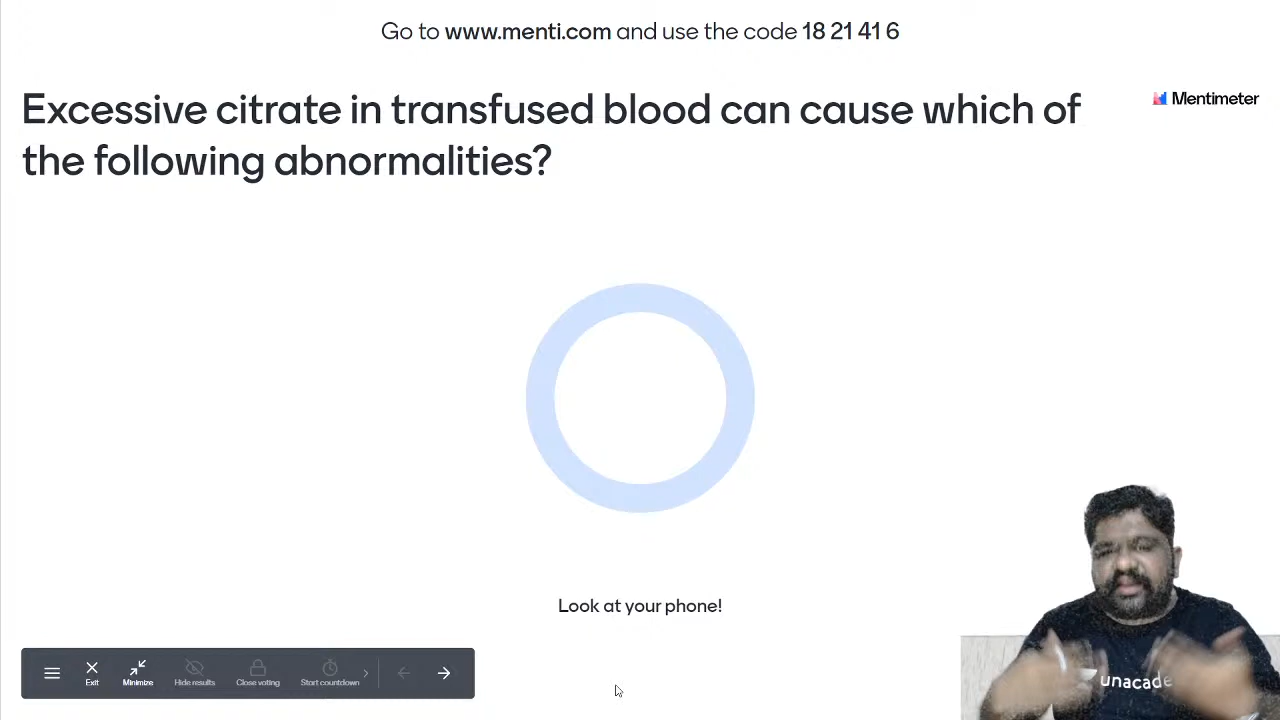 Go to www.menti.com and use the code 18 21 41 6
Excessive citrate in transfused blood can cause which of
the following abnormalities?
Mentimeter
Look at your phone!
Exit
Minimize
Hide results
Close voting
Start countdown
unacade